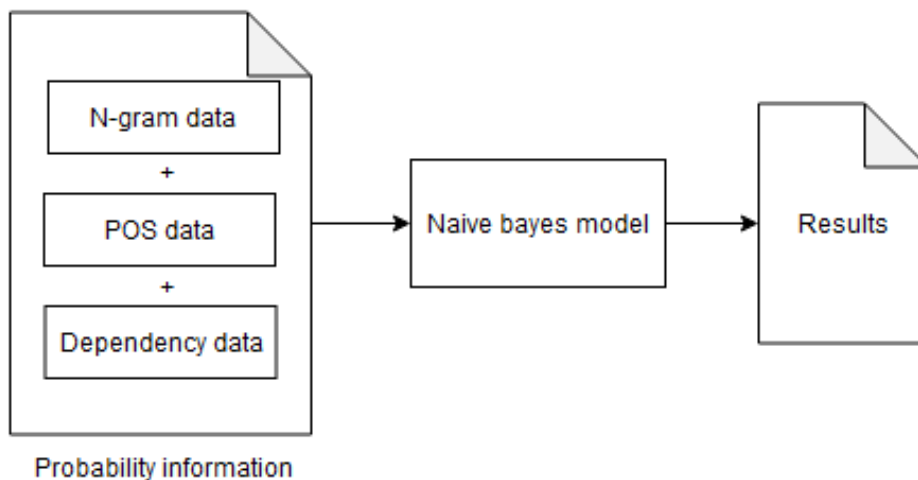 N-gram data
+
POS data
+
Dependency data
Probability information
Naive bayes model
Results